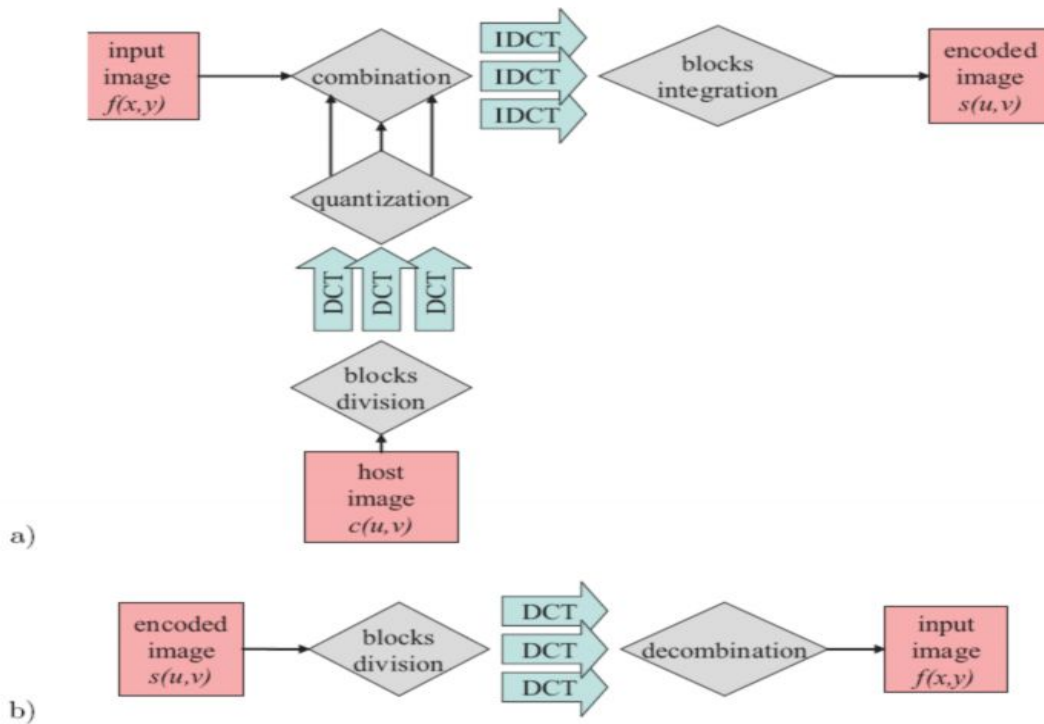 input
image
f(x,y)
combination
IDCT
IDCT
IDCT
blocks
integration
encoded
image
s(u,v)
quantization
DCT
DCT
DCT
blocks
division
host
image
c(u,v)
a)
encoded
image
s(u,v)
blocks
division
DCT
DCT
DCT
decombination
input
image
f(x,y)
b)